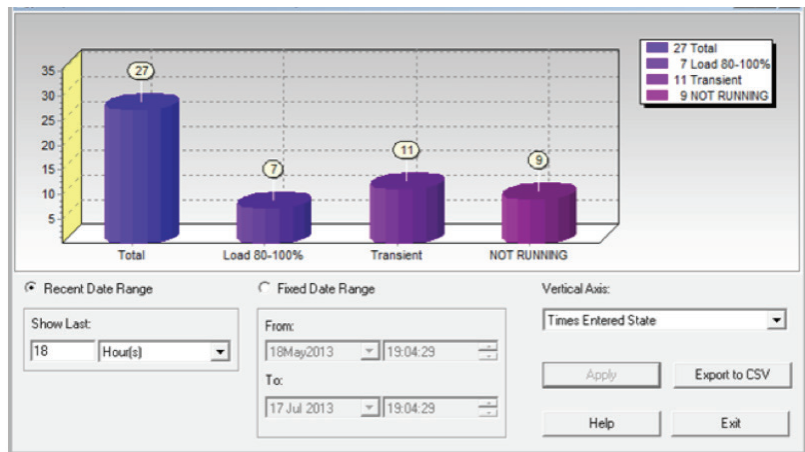 27 Total
7 Load 80-100%
11 Transient
9 NOT RUNNING
35
30
25
20
15
10
5
27
7
11
9
Total
Load 80-100%
Transient
NOT RUNNING
Recent Date Range
Show Last:
18 Hour(s)
Fixed Date Range
From:
18May2013 19:04:29
To:
17 Jul 2013 19:04:29
Vertical Axis:
Times Entered State
Apply
Export to CSV
Help
Exit